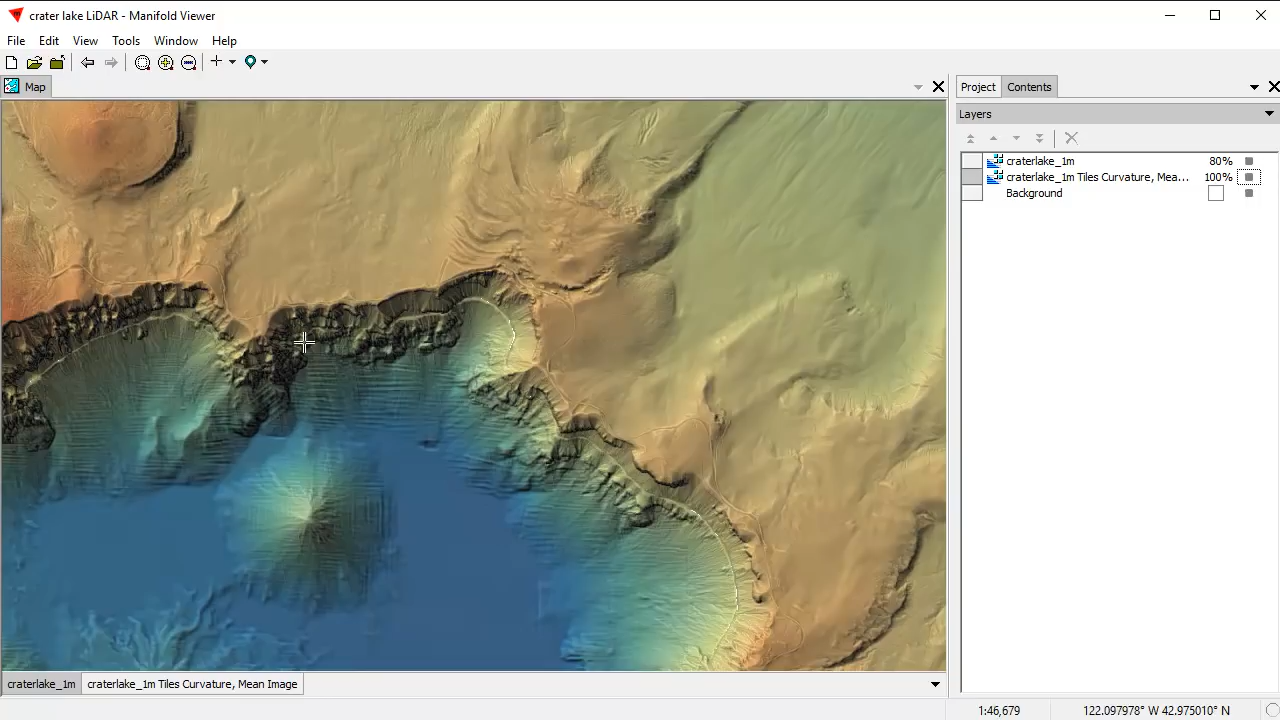 crater lake LiDAR - Manifold Viewer
File Edit View Tools Window Help
Map
Project Contents
Layers
craterlake_1m 80%
craterlake_1m Tiles Curvature, Mea... 100%
Background
craterlake_1m craterlake_1m Tiles Curvature, Mean Image
1:46,679 122.097978° W 42.975010° N